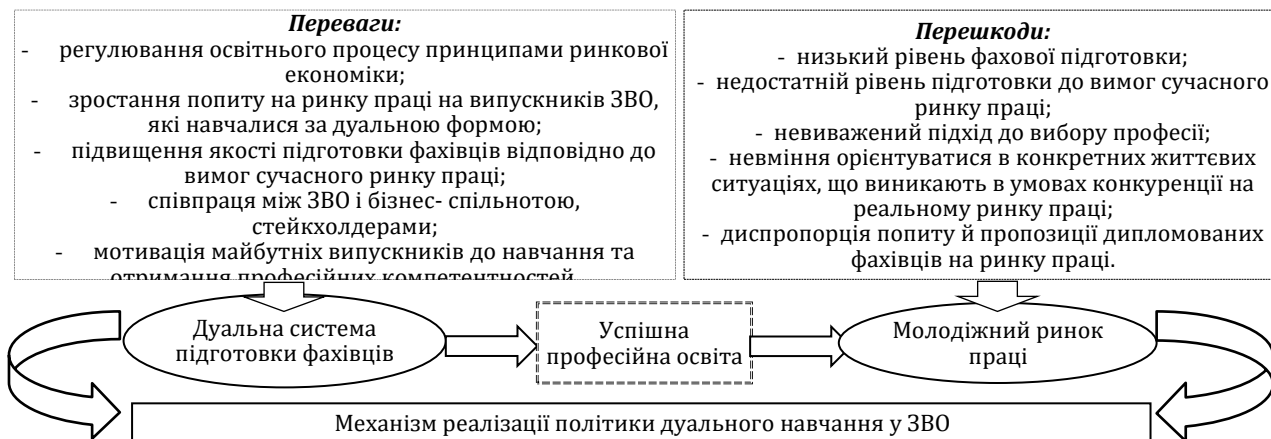 Переваги:
- регулювання освітнього процесу принципами ринкової
економіки;
- зростання попиту на ринку праці на випускників ЗВО,
які навчалися за дуальною формою;
- підвищення якості підготовки фахівців відповідно до
вимог сучасного ринку праці;
- співпраця між ЗВО і бізнес- спільнотою,
стейкхолдерами;
- мотивація майбутніх випускників до навчання та
отримання професійних компетентностей
Перешкоди:
- низький рівень фахової підготовки;
- недостатній рівень підготовки до вимог сучасного
ринку праці;
- невиважений підхід до вибору професії;
- невміння орієнтуватися в конкретних життєвих
ситуаціях, що виникають в умовах конкуренції на
реальному ринку праці;
- диспропорція попиту й пропозиції дипломованих
фахівців на ринку праці.
Дуальна система
підготовки фахівців
Успішна
професійна освіта
Молодіжний ринок
праці
Механізм реалізації політики дуального навчання у ЗВО